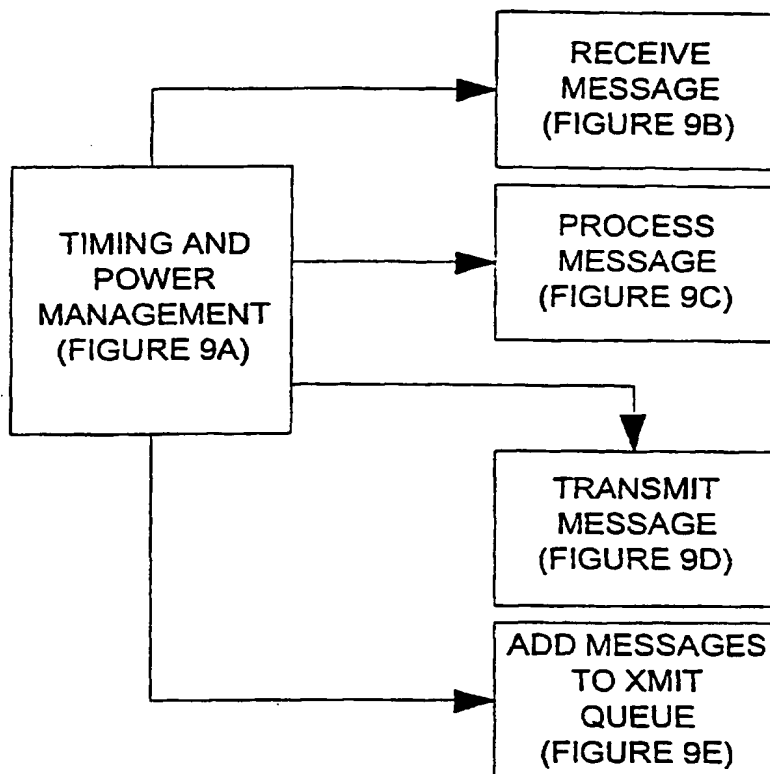 RECEIVE
MESSAGE
(FIGURE 9B)
TIMING AND
POWER
MANAGEMENT
(FIGURE 9A)
PROCESS
MESSAGE
(FIGURE 9C)
TRANSMIT
MESSAGE
(FIGURE 9D)
ADD MESSAGES
TO XMIT
QUEUE
(FIGURE 9E)